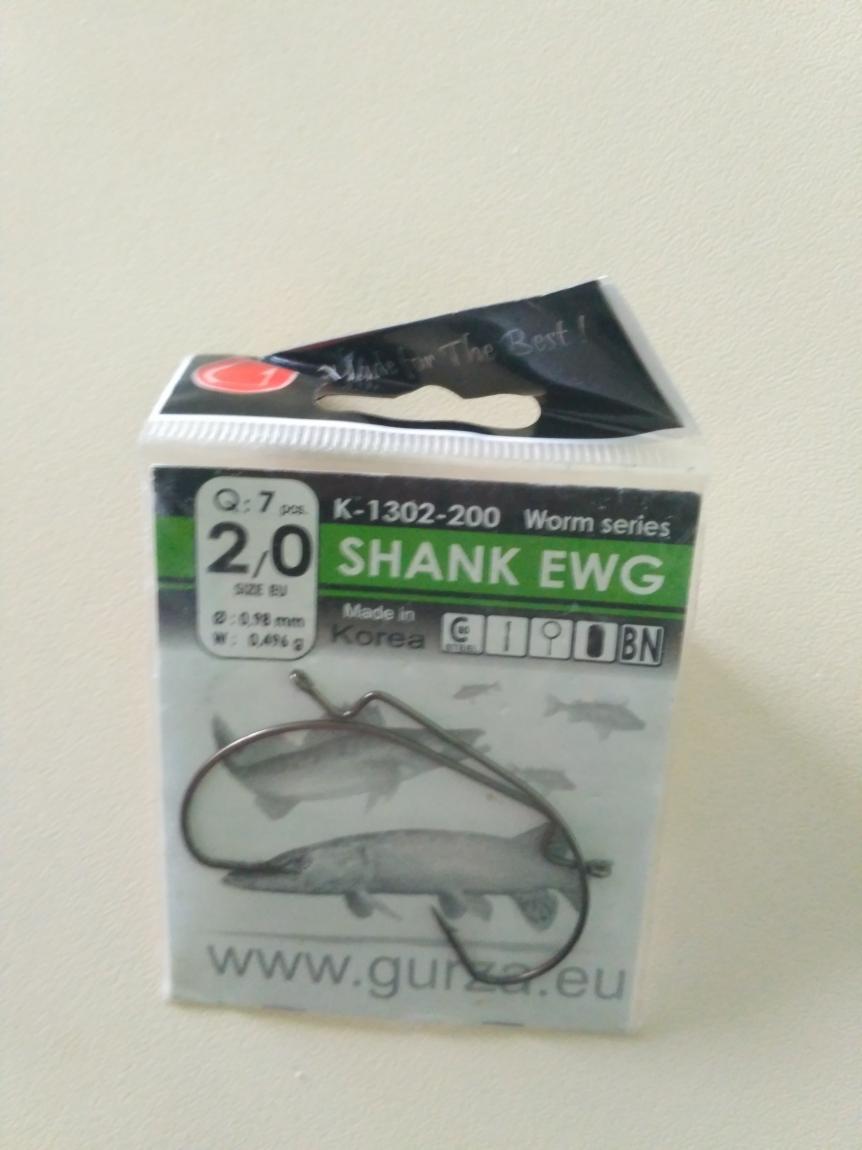 Made for The Best !
Q: 7 pcs.
2/0
SIZE EU
Ø : 0,98 mm
W : 0,496 g
K-1302-200 Worm series
SHANK EWG
Made in
Korea
C
STEEL
BN
www.gurza.eu